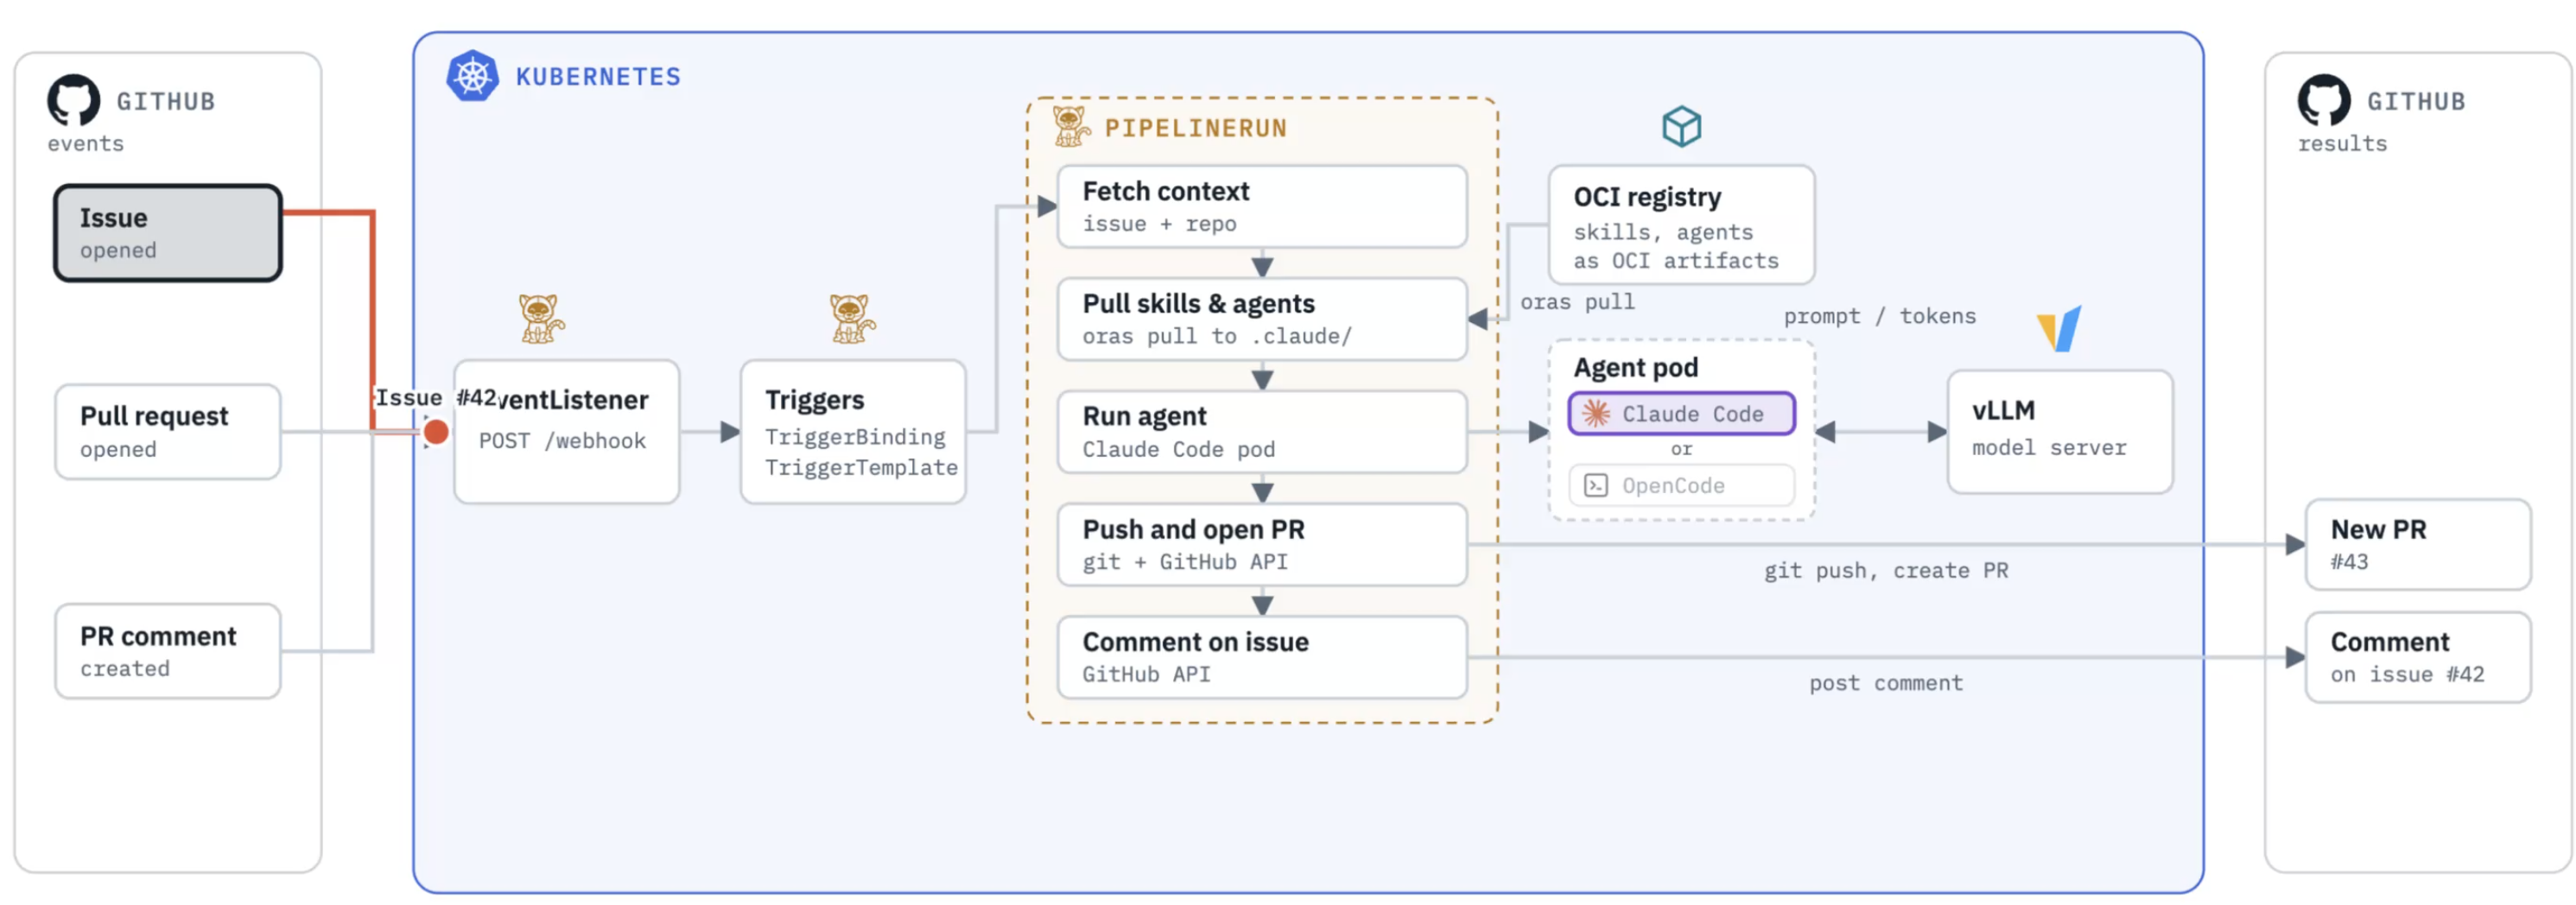 GITHUB
events
Issue
opened
Pull request
opened
PR comment
created
KUBERNETES
Issue #42
ventListener
POST /webhook
Triggers
TriggerBinding
TriggerTemplate
PIPELINERUN
Fetch context
issue + repo
Pull skills & agents
oras pull to .claude/
Run agent
Claude Code pod
Push and open PR
git + GitHub API
Comment on issue
GitHub API
OCI registry
skills, agents
as OCI artifacts
oras pull
prompt / tokens
Agent pod
Claude Code
or
OpenCode
vLLM
model server
git push, create PR
post comment
GITHUB
results
New PR
#43
Comment
on issue #42